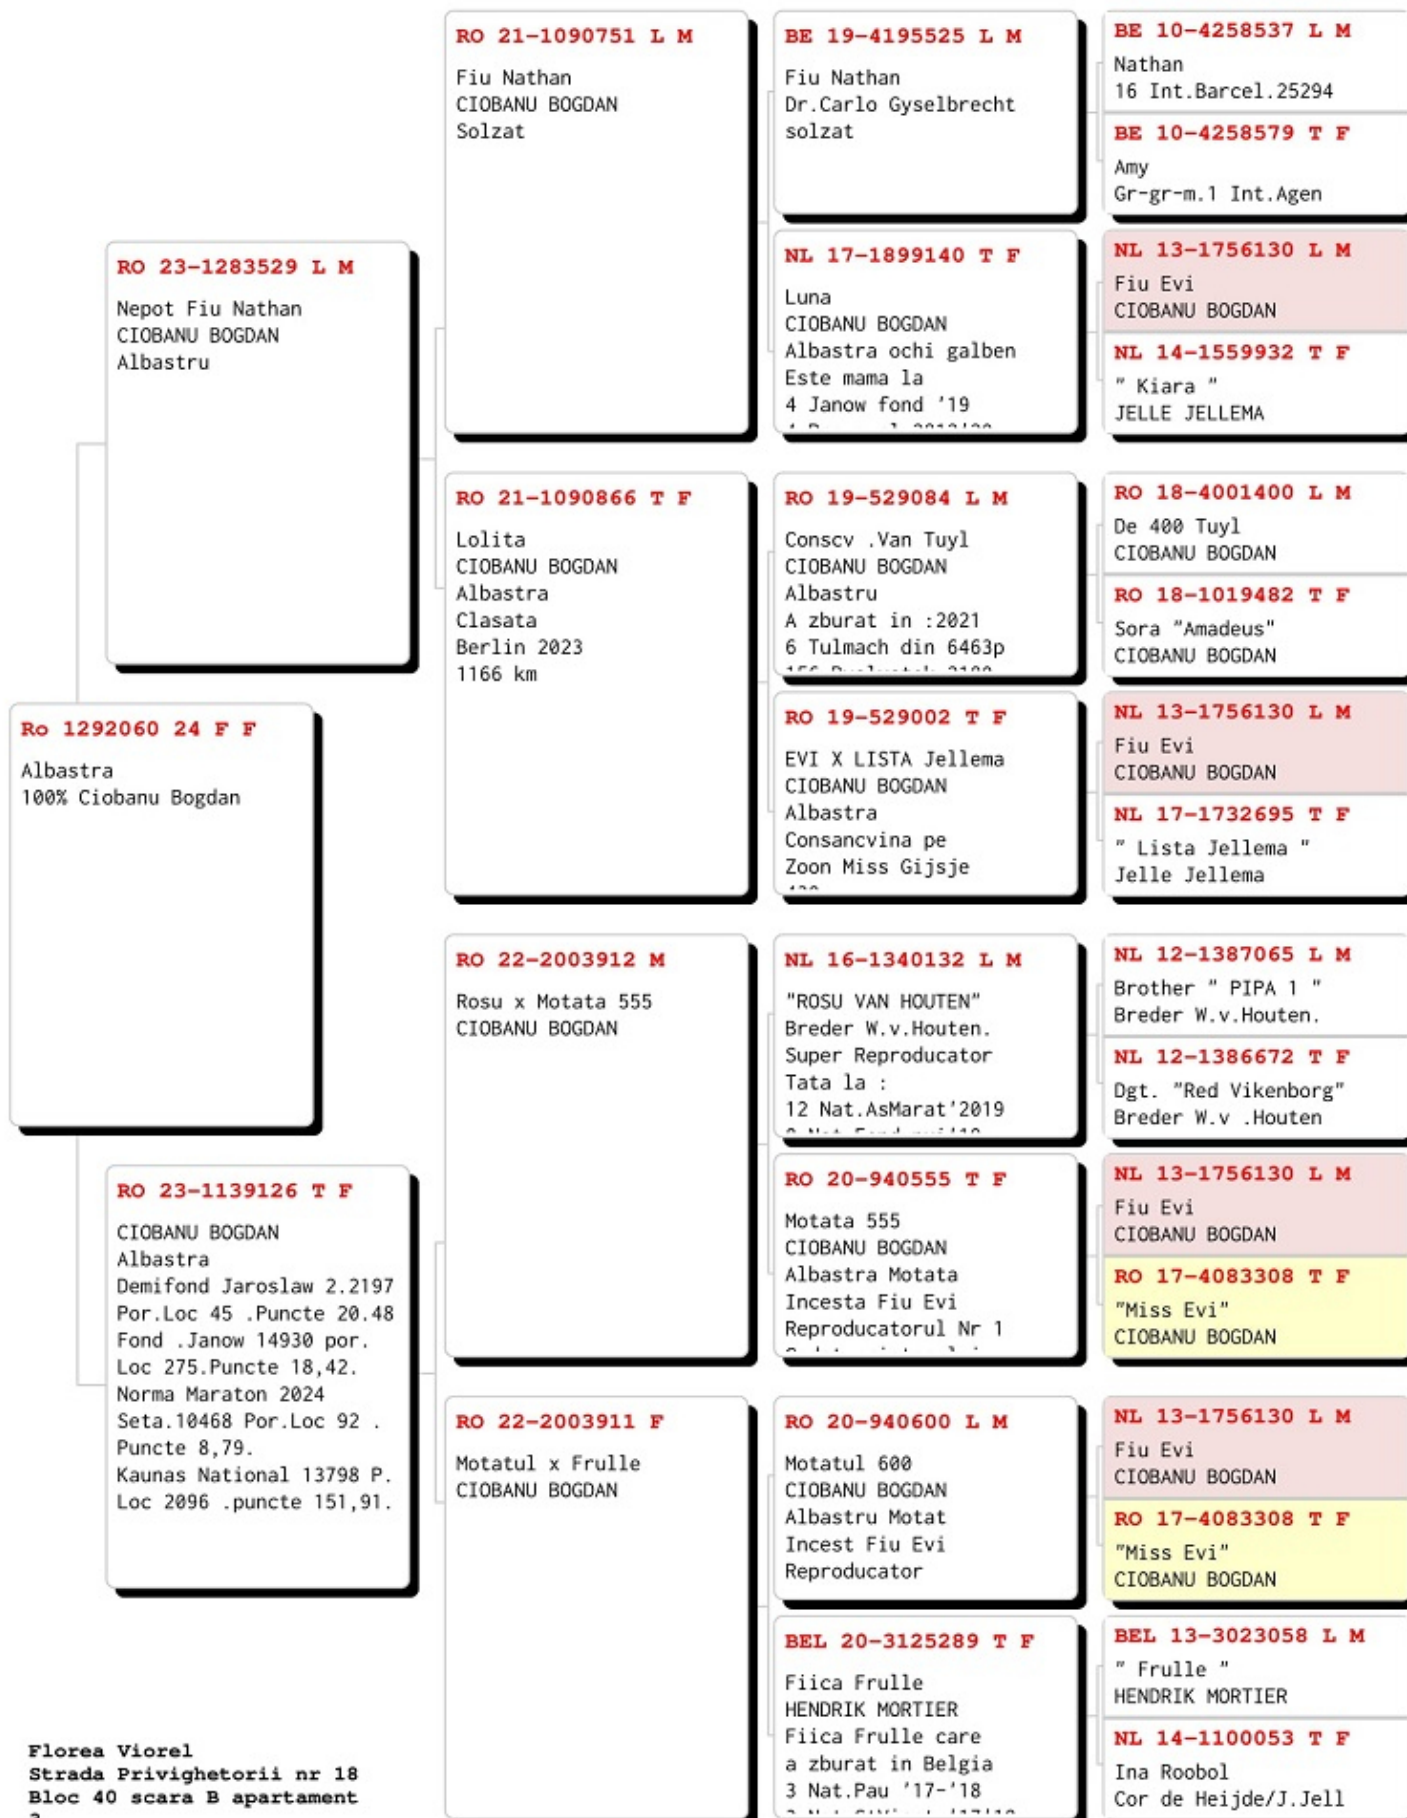 RO 21-1090751 L M
Fiu Nathan
CIOBANU BOGDAN
Solzat
BE 19-4195525 L M
Fiu Nathan
Dr.Carlo Gyselbrecht
solzat
BE 10-4258537 L M
Nathan
16 Int.Barcel.25294
BE 10-4258579 T F
Amy
Gr-gr-m.1 Int.Agen
RO 23-1283529 L M
Nepot Fiu Nathan
CIOBANU BOGDAN
Albastru
NL 17-1899140 T F
Luna
CIOBANU BOGDAN
Albastra ochi galben
Este mama la
4 Janow fond '19
NL 13-1756130 L M
Fiu Evi
CIOBANU BOGDAN
NL 14-1559932 T F
" Kiara "
JELLE JELLEMA
RO 21-1090866 T F
Lolita
CIOBANU BOGDAN
Albastra
Clasata
Berlin 2023
1166 km
RO 19-529084 L M
Conscv .Van Tuyl
CIOBANU BOGDAN
Albastru
A zburat in :2021
6 Tulmach din 6463p
RO 18-4001400 L M
De 400 Tuyl
CIOBANU BOGDAN
RO 18-1019482 T F
Sora "Amadeus"
CIOBANU BOGDAN
Ro 1292060 24 F F
Albastra
100% Ciobanu Bogdan
RO 19-529002 T F
EVI X LISTA Jellema
CIOBANU BOGDAN
Albastra
Consancvina pe
Zoon Miss Gijsje
NL 13-1756130 L M
Fiu Evi
CIOBANU BOGDAN
NL 17-1732695 T F
" Lista Jellema "
Jelle Jellema
RO 22-2003912 M
Rosu x Motata 555
CIOBANU BOGDAN
NL 16-1340132 L M
"ROSU VAN HOUTEN"
Breder W.v.Houten.
Super Reproducator
Tata la :
12 Nat.AsMarat'2019
NL 12-1387065 L M
Brother " PIPA 1 "
Breder W.v.Houten.
NL 12-1386672 T F
Dgt. "Red Vikenborg"
Breder W.v .Houten
RO 23-1139126 T F
CIOBANU BOGDAN
Albastra
Demifond Jaroslaw 2.2197
Por.Loc 45 .Puncte 20.48
Fond .Janow 14930 por.
Loc 275.Puncte 18,42.
Norma Maraton 2024
Seta.10468 Por.Loc 92 .
Puncte 8,79.
Kaunas National 13798 P.
Loc 2096 .puncte 151,91.
RO 20-940555 T F
Motata 555
CIOBANU BOGDAN
Albastra Motata
Incesta Fiu Evi
Reproducatorul Nr 1
NL 13-1756130 L M
Fiu Evi
CIOBANU BOGDAN
RO 17-4083308 T F
"Miss Evi"
CIOBANU BOGDAN
RO 22-2003911 F
Motatul x Frulle
CIOBANU BOGDAN
RO 20-940600 L M
Motatul 600
CIOBANU BOGDAN
Albastru Motat
Incest Fiu Evi
Reproducator
NL 13-1756130 L M
Fiu Evi
CIOBANU BOGDAN
RO 17-4083308 T F
"Miss Evi"
CIOBANU BOGDAN
BEL 20-3125289 T F
Fiica Frulle
HENDRIK MORTIER
Fiica Frulle care
a zburat in Belgia
3 Nat.Pau '17-'18
BEL 13-3023058 L M
" Frulle "
HENDRIK MORTIER
NL 14-1100053 T F
Ina Roobol
Cor de Heijde/J.Jell
Florea Viorel
Strada Privighetorii nr 18
Bloc 40 scara B apartament